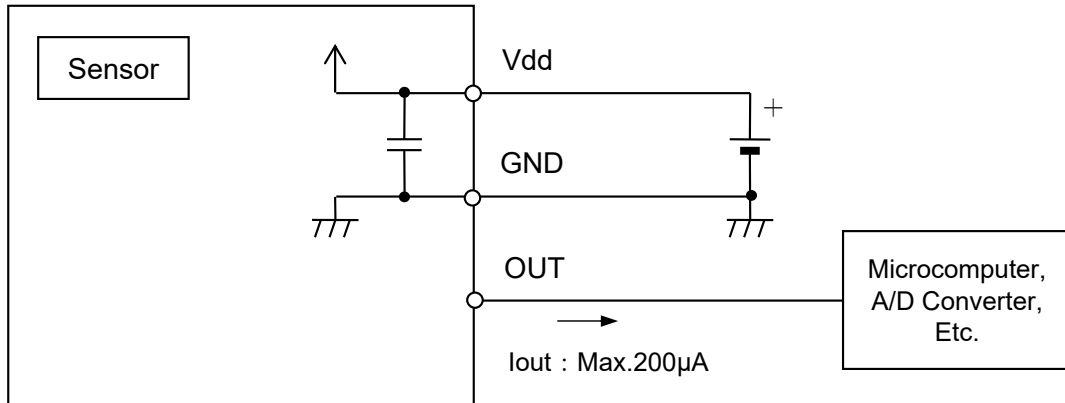 Sensor
Vdd
+
GND
OUT
Microcomputer,
A/D Converter,
Etc.
Iout : Max.200µA